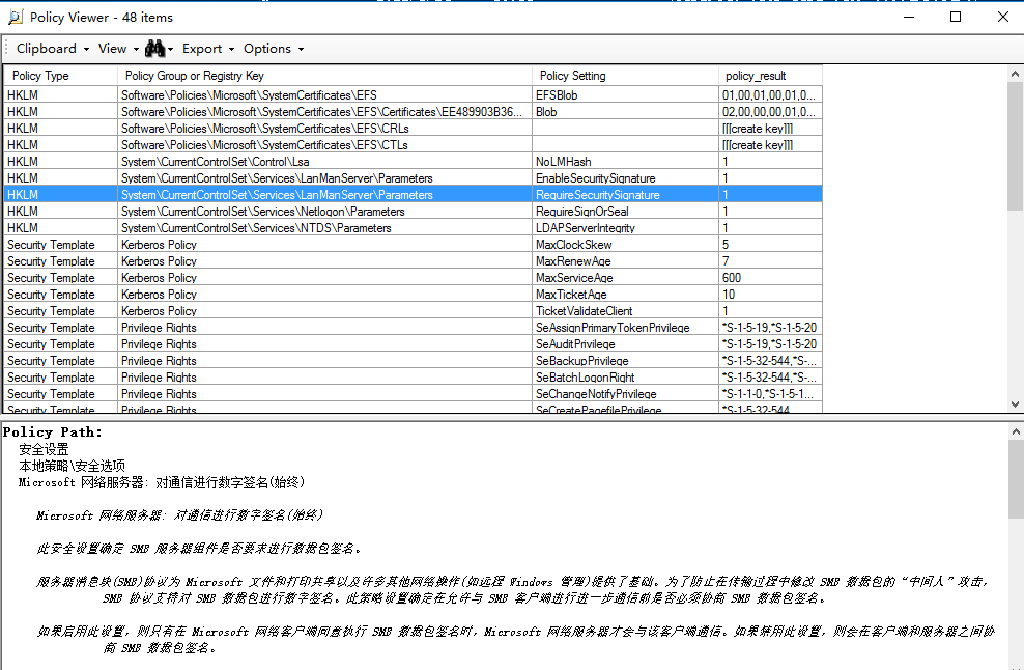 Policy Viewer - 48 items
Clipboard View Export Options
Policy Type Policy Group or Registry Key Policy Setting policy_result
HKLM Software\Policies\Microsoft\SystemCertificates\EFS EFSBlob 01,00,01,00,01,0...
HKLM Software\Policies\Microsoft\SystemCertificates\EFS\Certificates\EE489903B36... Blob 02,00,00,00,01,0...
HKLM Software\Policies\Microsoft\SystemCertificates\EFS\CRLs [[[create key]]]
HKLM Software\Policies\Microsoft\SystemCertificates\EFS\CTLs [[[create key]]]
HKLM System\CurrentControlSet\Control\Lsa NoLMHash 1
HKLM System\CurrentControlSet\Services\LanManServer\Parameters EnableSecuritySignature 1
HKLM System\CurrentControlSet\Services\LanManServer\Parameters RequireSecuritySignature 1
HKLM System\CurrentControlSet\Services\Netlogon\Parameters RequireSignOrSeal 1
HKLM System\CurrentControlSet\Services\NTDS\Parameters LDAPServerIntegrity 1
Security Template Kerberos Policy MaxClockSkew 5
Security Template Kerberos Policy MaxRenewAge 7
Security Template Kerberos Policy MaxServiceAge 600
Security Template Kerberos Policy MaxTicketAge 10
Security Template Kerberos Policy TicketValidateClient 1
Security Template Privilege Rights SeAssignPrimaryTokenPrivilege *S-1-5-19,*S-1-5-20
Security Template Privilege Rights SeAuditPrivilege *S-1-5-19,*S-1-5-20
Security Template Privilege Rights SeBackupPrivilege *S-1-5-32-544,*S-...
Security Template Privilege Rights SeBatchLogonRight *S-1-5-32-544,*S-...
Security Template Privilege Rights SeChangeNotifyPrivilege *S-1-1-0,*S-1-5-1...
Security Template Privilege Rights SeCreatePagefilePrivilege *S-1-5-32-544
Policy Path:
安全设置
本地策略\安全选项
Microsoft 网络服务器: 对通信进行数字签名(始终)
Microsoft 网络服务器: 对通信进行数字签名(始终)
此安全设置确定 SMB 服务器组件是否要求进行数据包签名。
服务器消息块(SMB)协议为 Microsoft 文件和打印共享以及许多其他网络操作(如远程 Windows 管理)提供了基础。为了防止在传输过程中修改 SMB 数据包的“中间人”攻击，
SMB 协议支持对 SMB 数据包进行数字签名。此策略设置确定在允许与 SMB 客户端进行进一步通信前是否必须协商 SMB 数据包签名。
如果启用此设置，则只有在 Microsoft 网络客户端同意执行 SMB 数据包签名时，Microsoft 网络服务器才会与该客户端通信。如果禁用此设置，则会在客户端和服务器之间协
商 SMB 数据包签名。